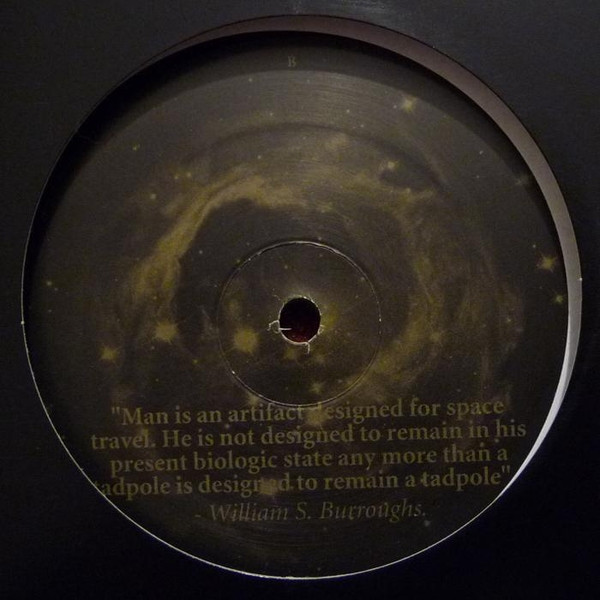 B
"Man is an artifact designed for space
travel. He is not designed to remain in his
present biologic state any more than a
tadpole is designed to remain a tadpole"
- William S. Burroughs.